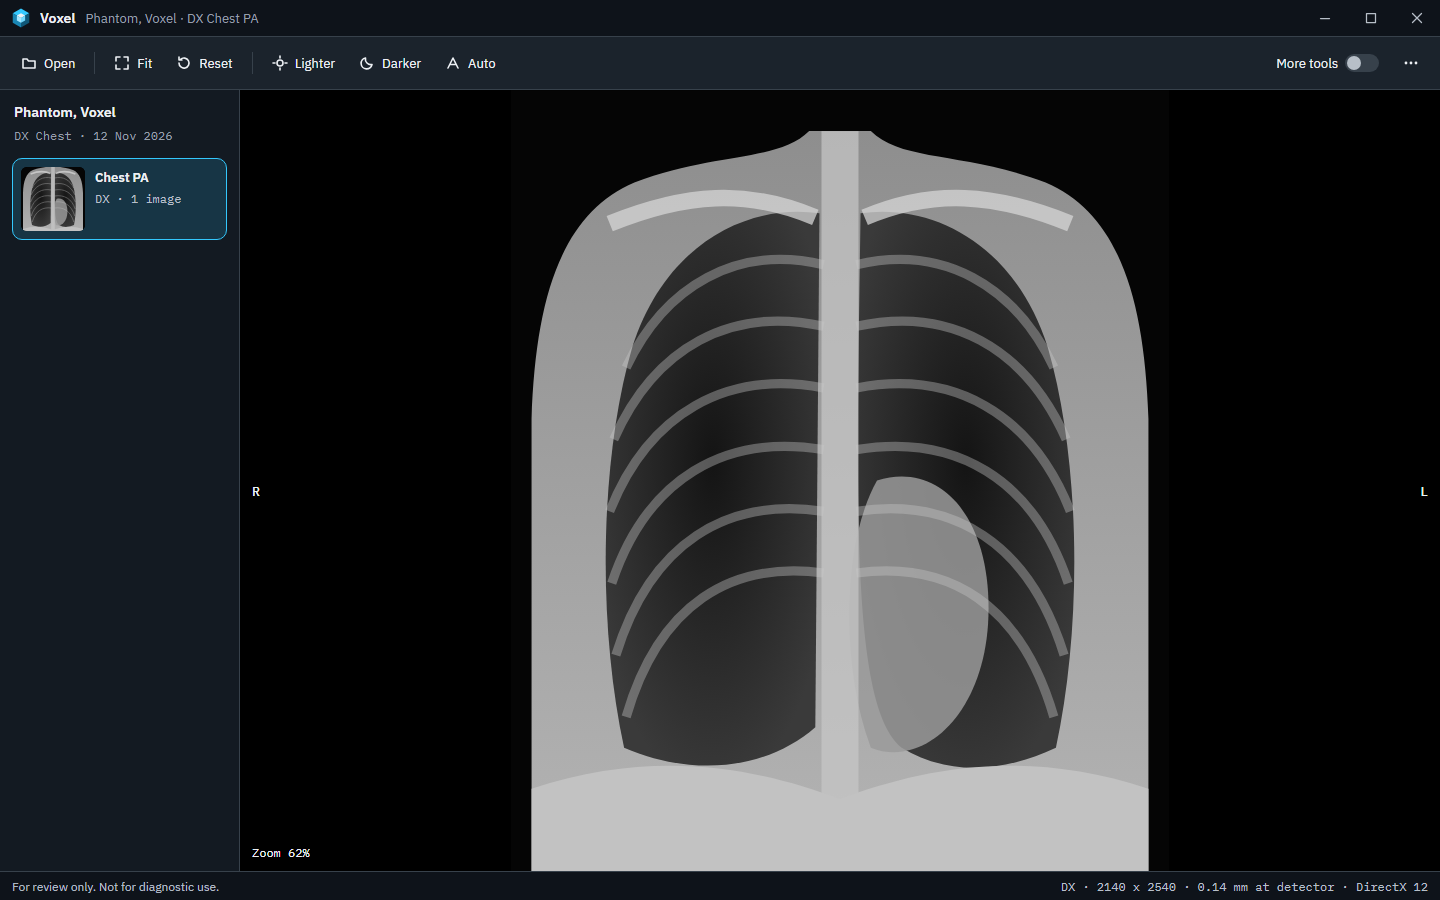 Voxel Phantom, Voxel · DX Chest PA
Open Fit Reset Lighter Darker Auto More tools
Phantom, Voxel
DX Chest · 12 Nov 2026
Chest PA
DX · 1 image
R L
Zoom 62%
For review only. Not for diagnostic use. DX · 2140 x 2540 · 0.14 mm at detector · DirectX 12